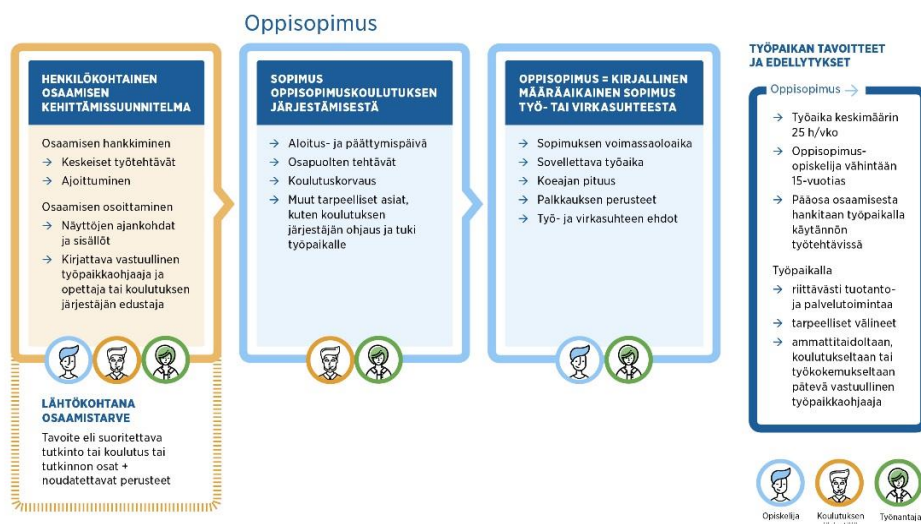 Oppisopimus
HENKILÖKOHTAINEN
OSAAMISEN
KEHITTÄMISSUUNNITELMA
Osaamisen hankkiminen
→ Keskeiset työtehtävät
→ Ajoittuminen
Osaamisen osoittaminen
→ Näyttöjen ajankohdat
ja sisällöt
→ Kirjattava vastuullinen
työpaikkaohjaaja ja
opettaja tai koulutuksen
järjestäjän edustaja
LÄHTÖKOHTANA
OSAAMISTARVE
Tavoite eli suoritettava
tutkinto tai koulutus tai
tutkinnon osat +
noudatettavat perusteet
SOPIMUS
OPPISOPIMUSKOULUTUKSEN
JÄRJESTÄMISESTÄ
→ Aloitus- ja päättymispäivä
→ Osapuolten tehtävät
→ Koulutuskorvaus
→ Muut tarpeelliset asiat,
kuten koulutuksen
järjestäjän ohjaus ja tuki
työpaikalle
OPPISOPIMUS = KIRJALLINEN
MÄÄRÄAIKAINEN SOPIMUS
TYÖ- TAI VIRKASUHTEESTA
→ Sopimuksen voimassaoloaika
→ Sovellettava työaika
→ Koeajan pituus
→ Palkkauksen perusteet
→ Työ- ja virkasuhteen ehdot
TYÖPAIKAN TAVOITTEET
JA EDELLYTYKSET
Oppisopimus →
→ Työaika keskimäärin
25 h/vko
→ Oppisopimus-
opiskelija vähintään
15-vuotias
→ Pääosa osaamisesta
hankitaan työpaikalla
käytännön
työtehtävissä
Työpaikalla
→ riittävästi tuotanto-
ja palvelutoimintaa
→ tarpeelliset välineet
→ ammattitaidoltaan,
koulutukseltaan tai
työkokemukseltaan
pätevä vastuullinen
työpaikkaohjaaja
Opiskelija
Koulutuksen
Työnantaja